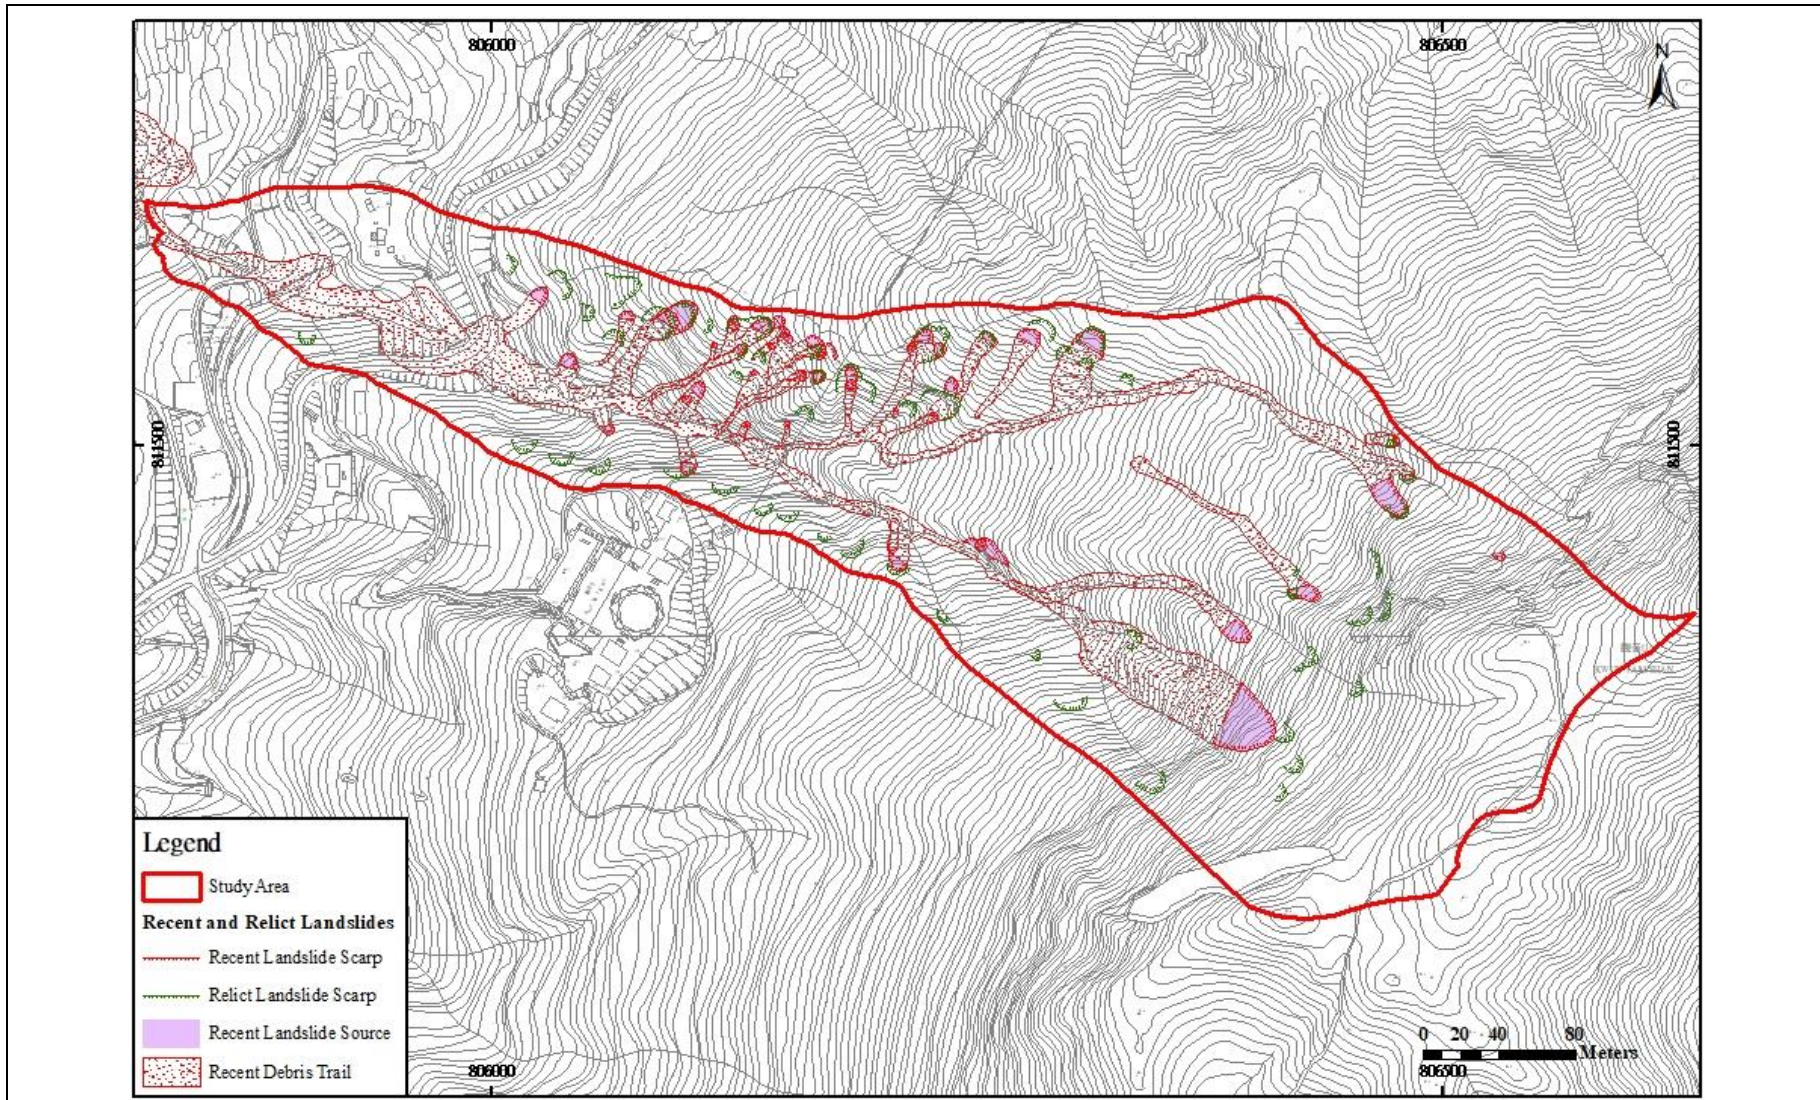 806000
806500
N
811500
811500
Legend
Study Area
Recent and Relict Landslides
Recent Landslide Scarp
Relict Landslide Scarp
Recent Landslide Source
Recent Debris Trail
0 20 40 80
Meters
806000
806500